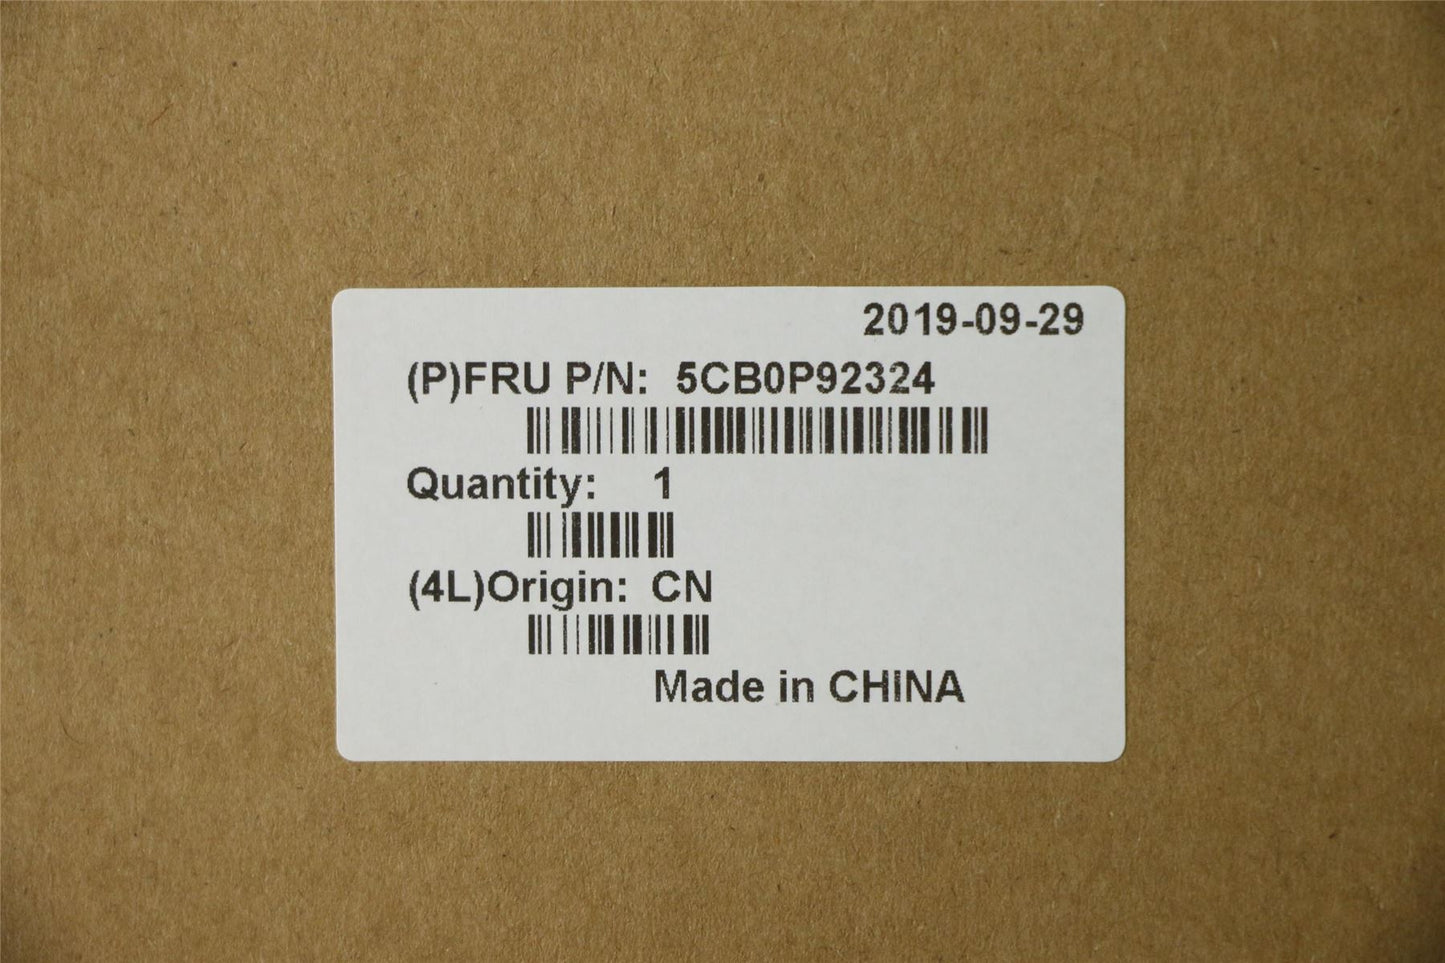 2019-09-29
(P)FRU P/N: 5CB0P92324
Quantity: 1
(4L)Origin: CN
Made in CHINA